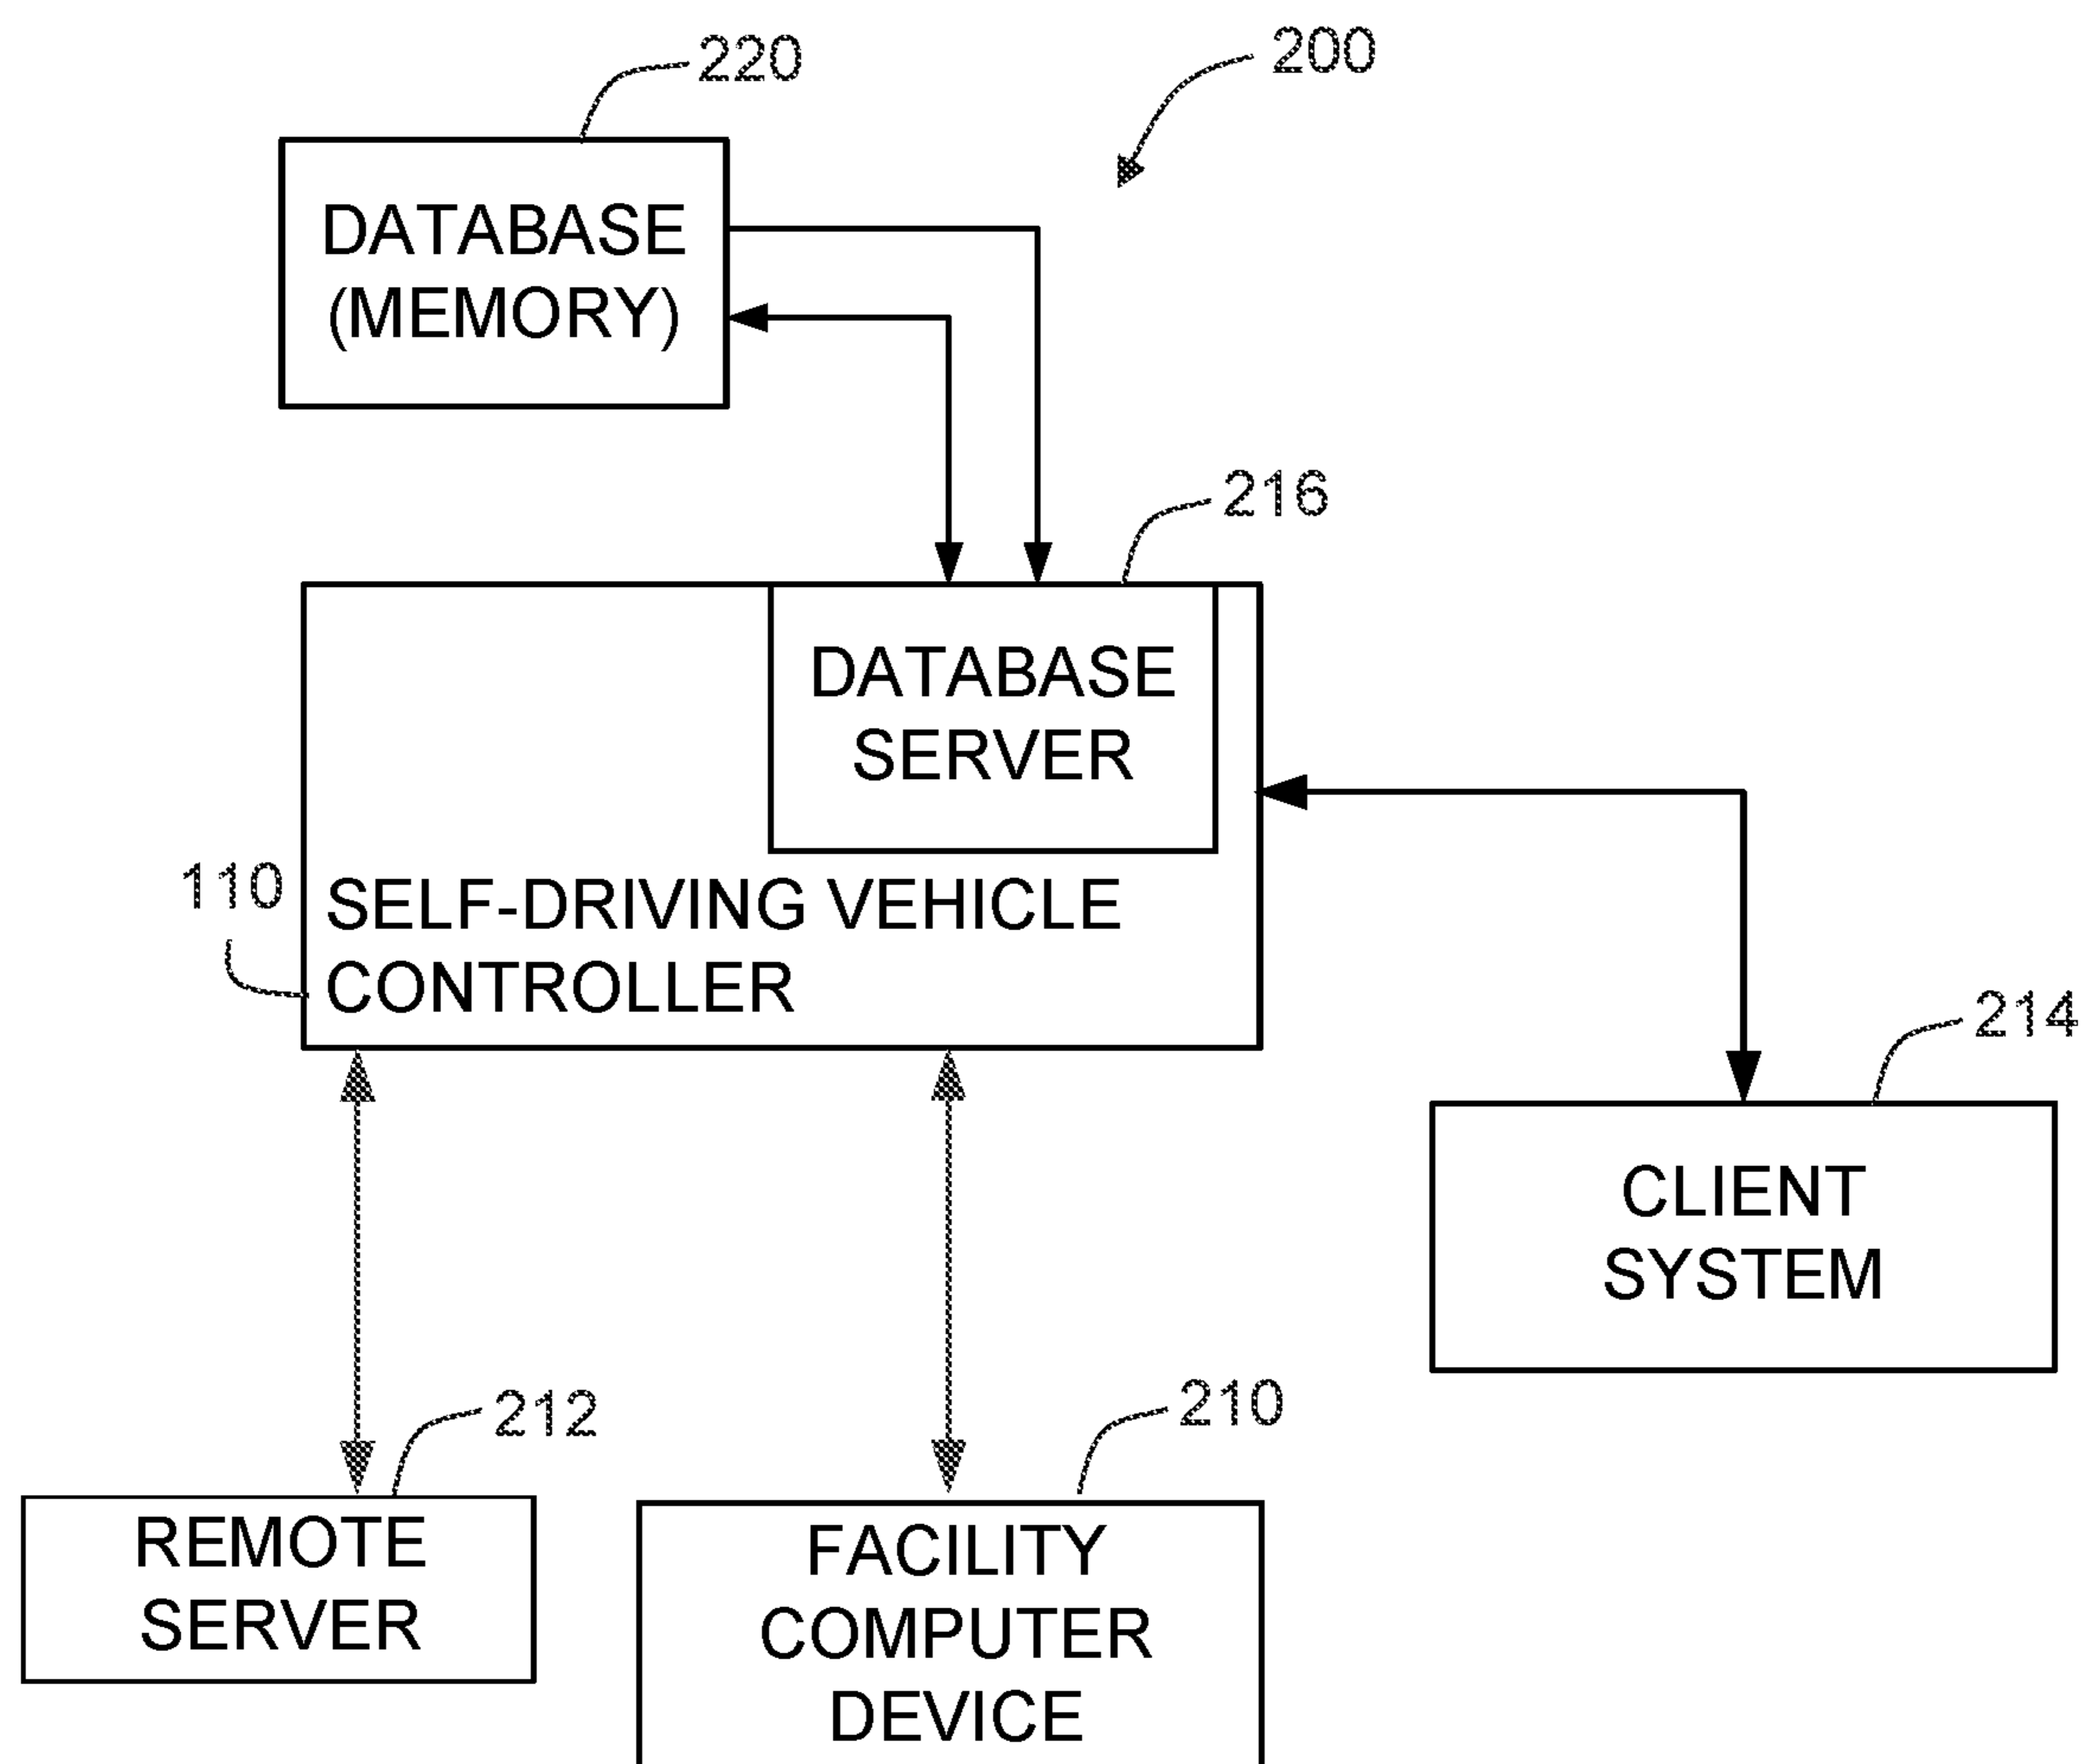 220
200
DATABASE
(MEMORY)
216
DATABASE
SERVER
110
SELF-DRIVING VEHICLE
CONTROLLER
214
CLIENT
SYSTEM
212
210
REMOTE
SERVER
FACILITY
COMPUTER
DEVICE